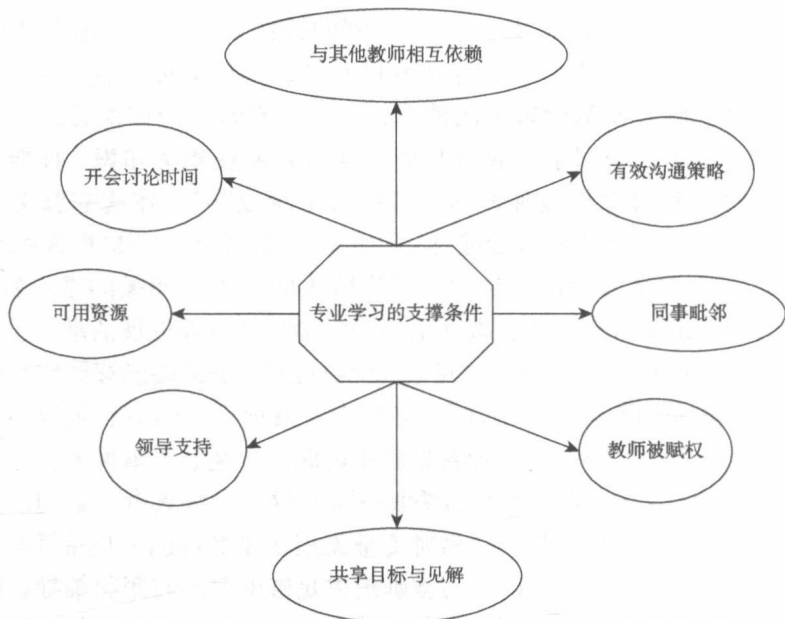 与其他教师相互依赖
开会讨论时间
有效沟通策略
可用资源
专业学习的支撑条件
同事毗邻
领导支持
教师被赋权
共享目标与见解